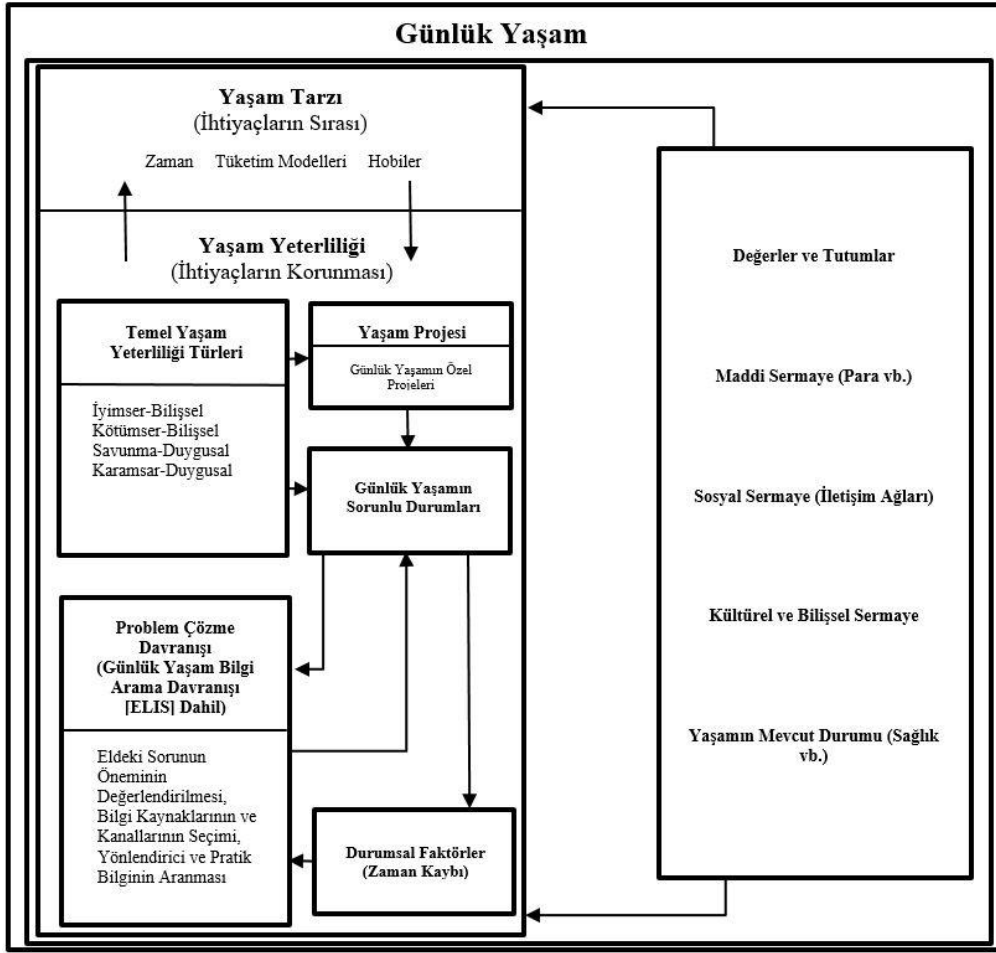 Günlük Yaşam
Yaşam Tarzı
(İhtiyaçların Sırası)
Zaman Tüketim Modelleri Hobiler
Yaşam Yeterliliği
(İhtiyaçların Korunması)
Temel Yaşam
Yeterliliği Türleri
İyimser-Bilişsel
Kötümser-Bilişsel
Savunma-Duygusal
Karamsar-Duygusal
Yaşam Projesi
Günlük Yaşamın Özel
Projeleri
Günlük Yaşamın
Sorunlu Durumları
Problem Çözme
Davranışı
(Günlük Yaşam Bilgi
Arama Davranışı
[ELIS] Dahil)
Eldeki Sorunun
Öneminin
Değerlendirilmesi,
Bilgi Kaynaklarının ve
Kanallarının Seçimi,
Yönlendirici ve Pratik
Bilginin Aranması
Durumsal Faktörler
(Zaman Kaybı)
Değerler ve Tutumlar
Maddi Sermaye (Para vb.)
Sosyal Sermaye (İletişim Ağları)
Kültürel ve Bilişsel Sermaye
Yaşamın Mevcut Durumu (Sağlık
vb.)